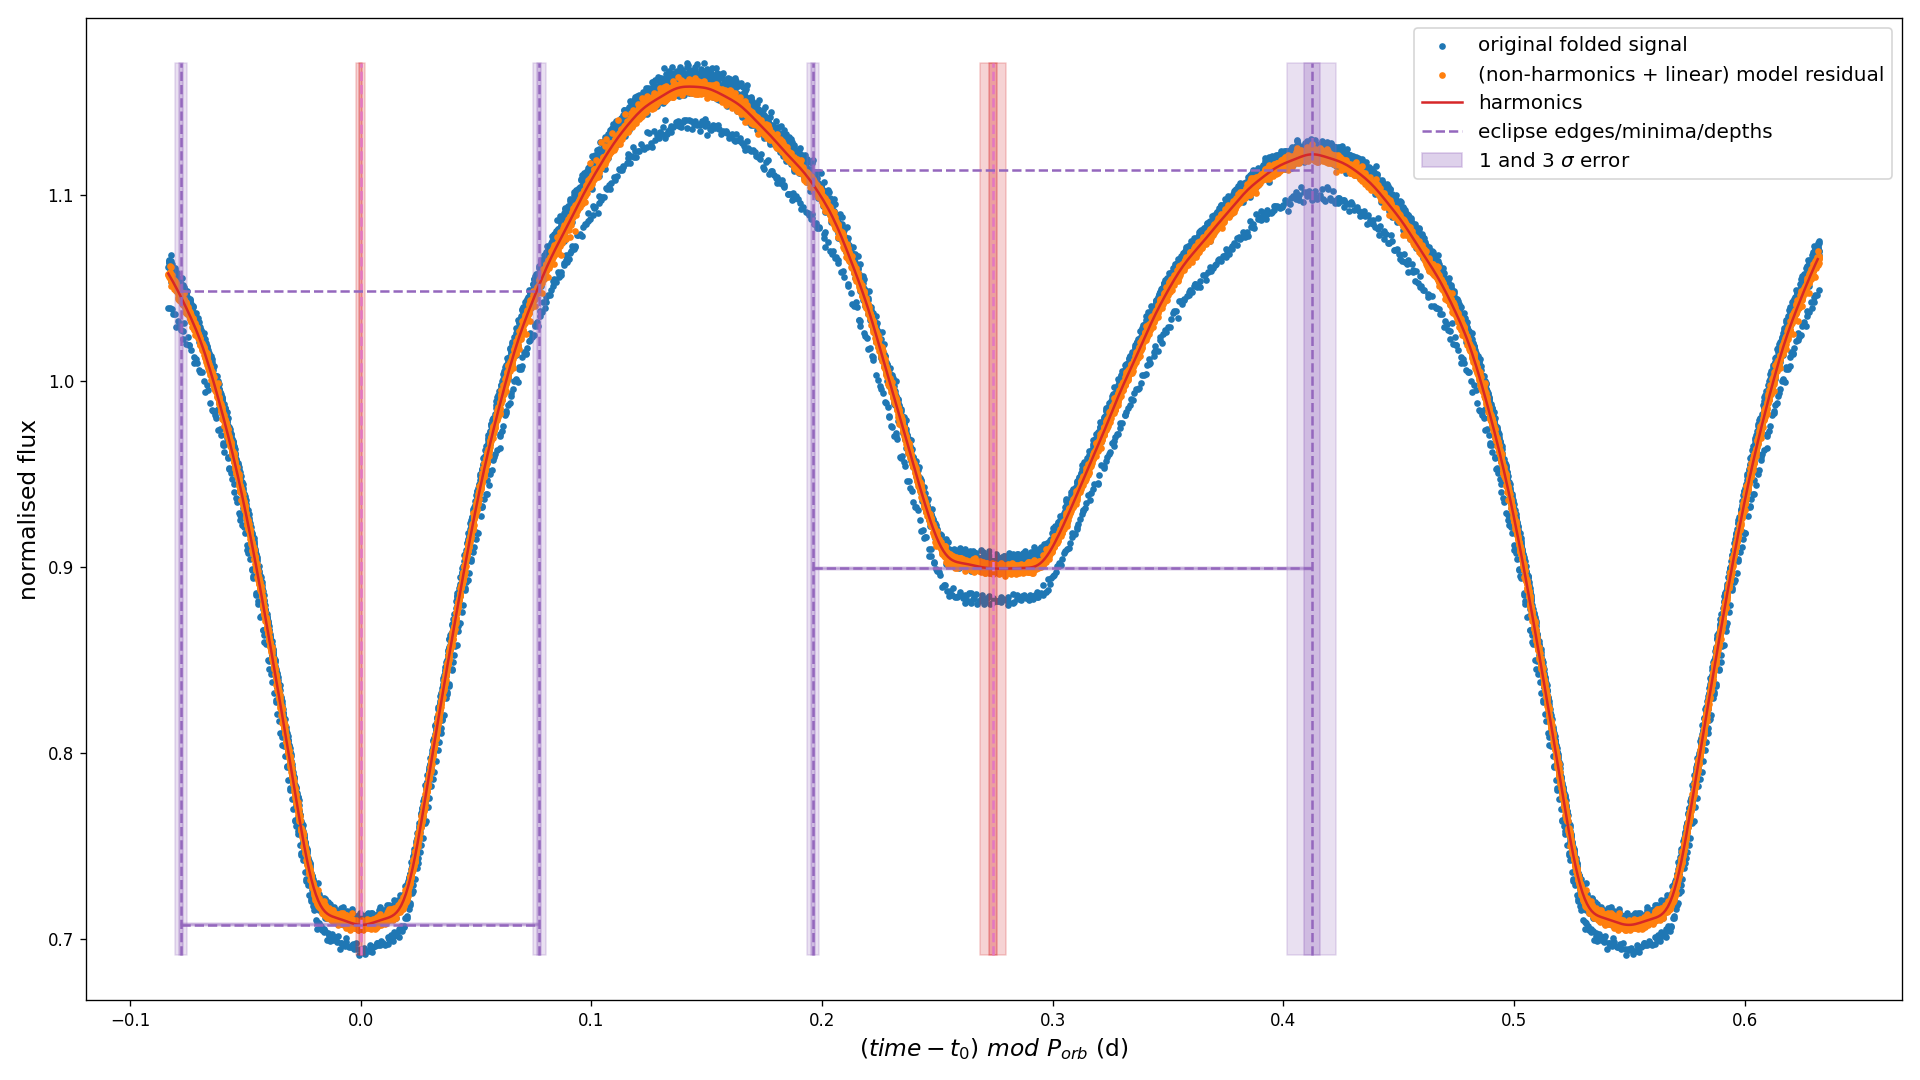 original folded signal
(non-harmonics + linear) model residual
harmonics
eclipse edges/minima/depths
1 and 3 σ error
1.1
1.0
0.9
0.8
0.7
normalised flux
−0.1 0.0 0.1 0.2 0.3 0.4 0.5 0.6
(time − t₀) mod P_orb (d)